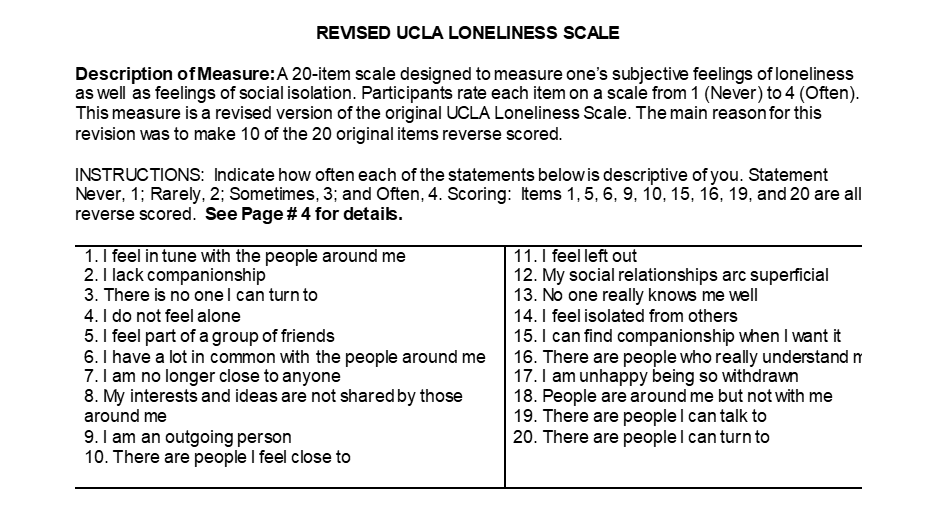 REVISED UCLA LONELINESS SCALE
Description of Measure: A 20-item scale designed to measure one's subjective feelings of loneliness
as well as feelings of social isolation. Participants rate each item on a scale from 1 (Never) to 4 (Often).
This measure is a revised version of the original UCLA Loneliness Scale. The main reason for this
revision was to make 10 of the 20 original items reverse scored.
INSTRUCTIONS: Indicate how often each of the statements below is descriptive of you. Statement
Never, 1; Rarely, 2; Sometimes, 3; and Often, 4. Scoring: Items 1, 5, 6, 9, 10, 15, 16, 19, and 20 are all
reverse scored. See Page # 4 for details.
1. I feel in tune with the people around me
2. I lack companionship
3. There is no one I can turn to
4. I do not feel alone
5. I feel part of a group of friends
6. I have a lot in common with the people around me
7. I am no longer close to anyone
8. My interests and ideas are not shared by those
around me
9. I am an outgoing person
10. There are people I feel close to
11. I feel left out
12. My social relationships arc superficial
13. No one really knows me well
14. I feel isolated from others
15. I can find companionship when I want it
16. There are people who really understand
17. I am unhappy being so withdrawn
18. People are around me but not with me
19. There are people I can talk to
20. There are people I can turn to